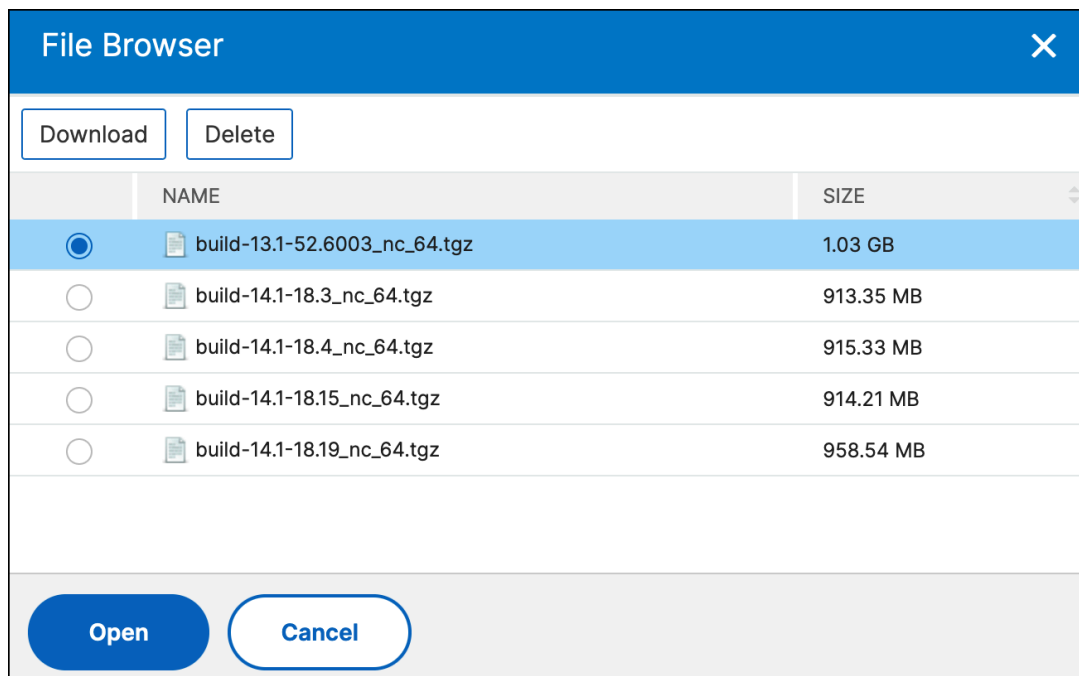 File Browser
Download Delete
NAME SIZE
build-13.1-52.6003_nc_64.tgz 1.03 GB
build-14.1-18.3_nc_64.tgz 913.35 MB
build-14.1-18.4_nc_64.tgz 915.33 MB
build-14.1-18.15_nc_64.tgz 914.21 MB
build-14.1-18.19_nc_64.tgz 958.54 MB
Open Cancel